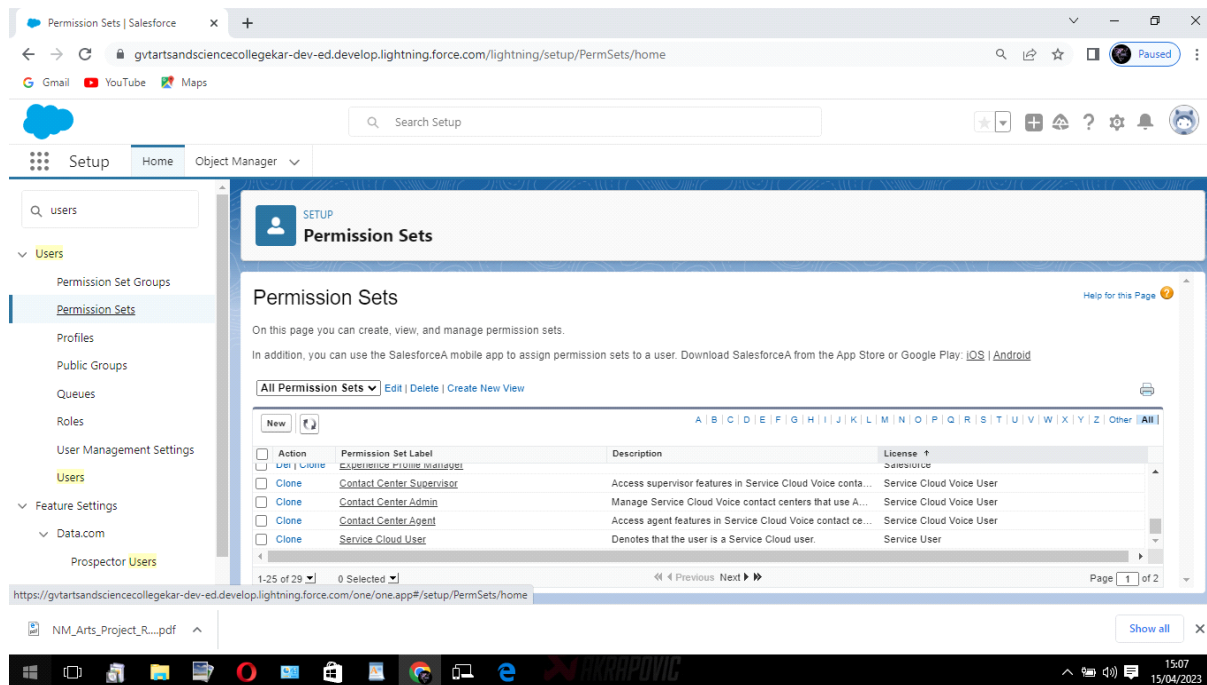 Permission Sets | Salesforce
gvtartsandsciencecollegekar-dev-ed.develop.lightning.force.com/lightning/setup/PermSets/home
Paused
G Gmail YouTube Maps
Search Setup
Setup Home Object Manager
users
SETUP
Permission Sets
Users
Permission Set Groups
Permission Sets
Profiles
Public Groups
Queues
Roles
User Management Settings
Users
Feature Settings
Data.com
Prospector Users
Permission Sets
Help for this Page ?
On this page you can create, view, and manage permission sets.
In addition, you can use the SalesforceA mobile app to assign permission sets to a user. Download SalesforceA from the App Store or Google Play: iOS | Android
All Permission Sets Edit | Delete | Create New View
New A | B | C | D | E | F | G | H | I | J | K | L | M | N | O | P | Q | R | S | T | U | V | W | X | Y | Z | Other All
Action Permission Set Label Description License ↑
Del | Clone Experience Profile Manager Salesforce
Clone Contact Center Supervisor Access supervisor features in Service Cloud Voice conta... Service Cloud Voice User
Clone Contact Center Admin Manage Service Cloud Voice contact centers that use A... Service Cloud Voice User
Clone Contact Center Agent Access agent features in Service Cloud Voice contact ce... Service Cloud Voice User
Clone Service Cloud User Denotes that the user is a Service Cloud user. Service User
1-25 of 29 0 Selected Previous Next Page 1 of 2
https://gvtartsandsciencecollegekar-dev-ed.develop.lightning.force.com/one/one.app#/setup/PermSets/home
NM_Arts_Project_R....pdf
Show all
AKRAPOVIC
15:07
15/04/2023